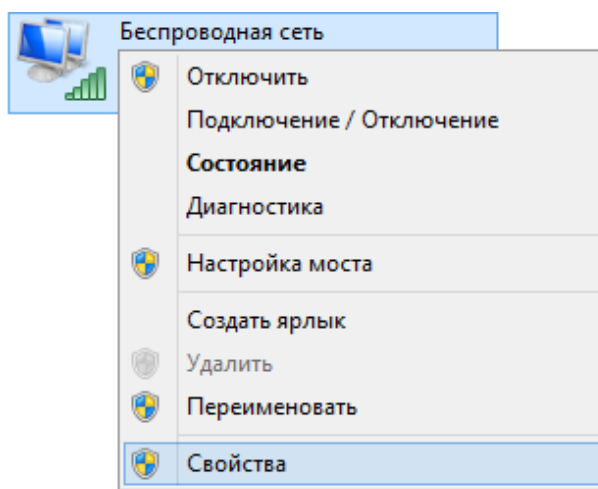 Беспроводная сеть
Отключить
Подключение / Отключение
Состояние
Диагностика
Настройка моста
Создать ярлык
Удалить
Переименовать
Свойства